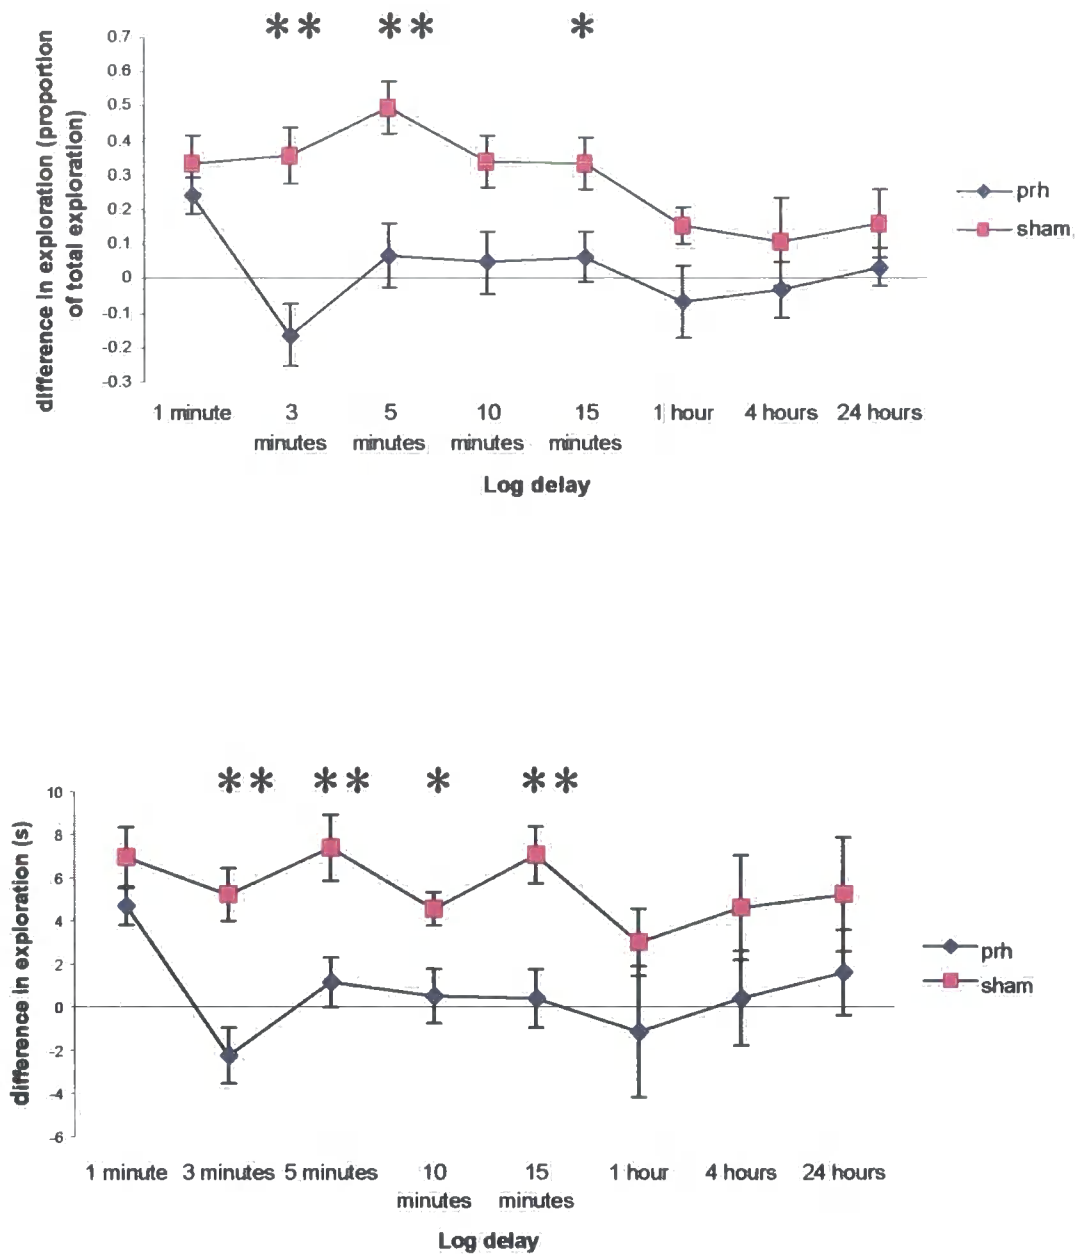 ** ** *
0.7
0.6
0.5
0.4
0.3
0.2
0.1
0
-0.1
-0.2
-0.3
difference in exploration (proportion
of total exploration)
1 minute 3 5 10 15 1 hour 4 hours 24 hours
minutes minutes minutes minutes
Log delay
prh
sham
** ** * **
10
8
6
4
2
0
-2
-4
-6
difference in exploration (s)
1 minute 3 minutes 5 minutes 10 15 1 hour 4 hours 24 hours
minutes minutes
Log delay
prh
sham